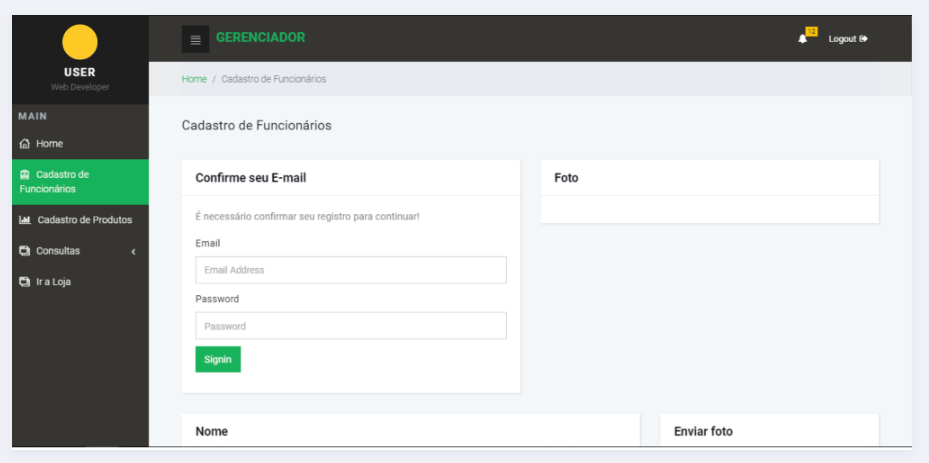 USER
Web Developer
MAIN
Home
Cadastro de
Funcionários
Cadastro de Produtos
Consultas
Ir a Loja
GERENCIADOR
12
Logout
Home / Cadastro de Funcionários
Cadastro de Funcionários
Confirme seu E-mail
É necessário confirmar seu registro para continuar!
Email
Email Address
Password
Password
Signin
Foto
Nome
Enviar foto